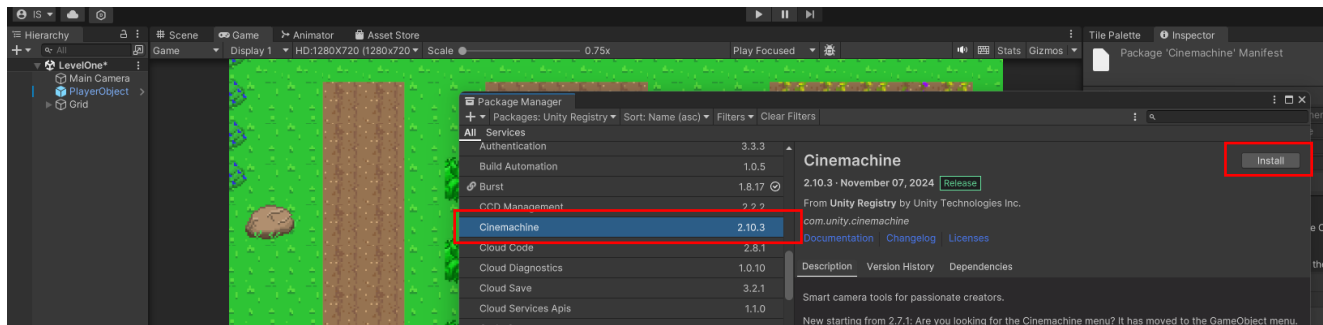 IS
Hierarchy
Scene Game Animator Asset Store
Tile Palette Inspector
All
Game Display 1 HD:1280X720 (1280x720 Scale 0.75x Play Focused Stats Gizmos
Package 'Cinemachine' Manifest
LevelOne*
Main Camera
PlayerObject
Grid
Package Manager
Packages: Unity Registry Sort: Name (asc) Filters Clear Filters
All Services
Authentication 3.3.3
Build Automation 1.0.5
Burst 1.8.17
CCD Management 2.2.2
Cinemachine 2.10.3
Cloud Code 2.8.1
Cloud Diagnostics 1.0.10
Cloud Save 3.2.1
Cloud Services Apis 1.1.0
Cinemachine
Install
2.10.3 · November 07, 2024 Release
From Unity Registry by Unity Technologies Inc.
com.unity.cinemachine
Documentation Changelog Licenses
Description Version History Dependencies
Smart camera tools for passionate creators.
New starting from 2.7.1: Are you looking for the Cinemachine menu? It has moved to the GameObject menu.